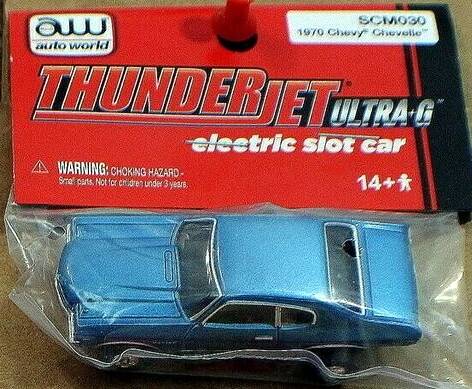 aw
auto world
SCM030
1970 Chevy® Chevelle™
THUNDERJET®
ULTRA-G™
electric slot car
WARNING: CHOKING HAZARD -
Small parts. Not for children under 3 years.
14+